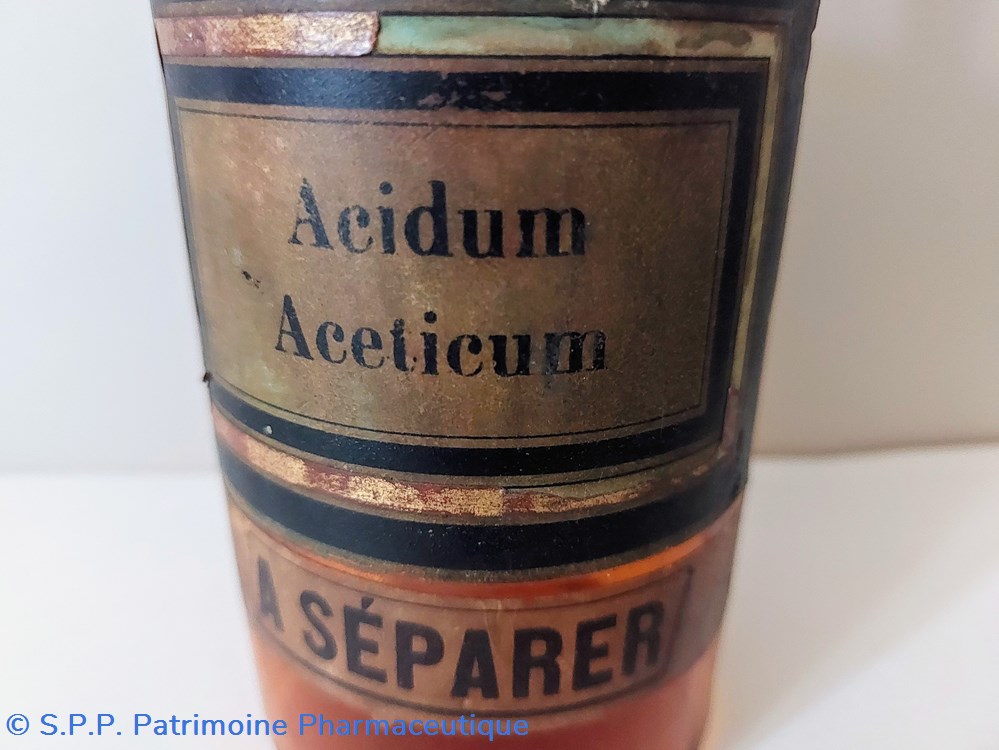 Acidum
Aceticum
A SÉPARER
© S.P.P. Patrimoine Pharmaceutique